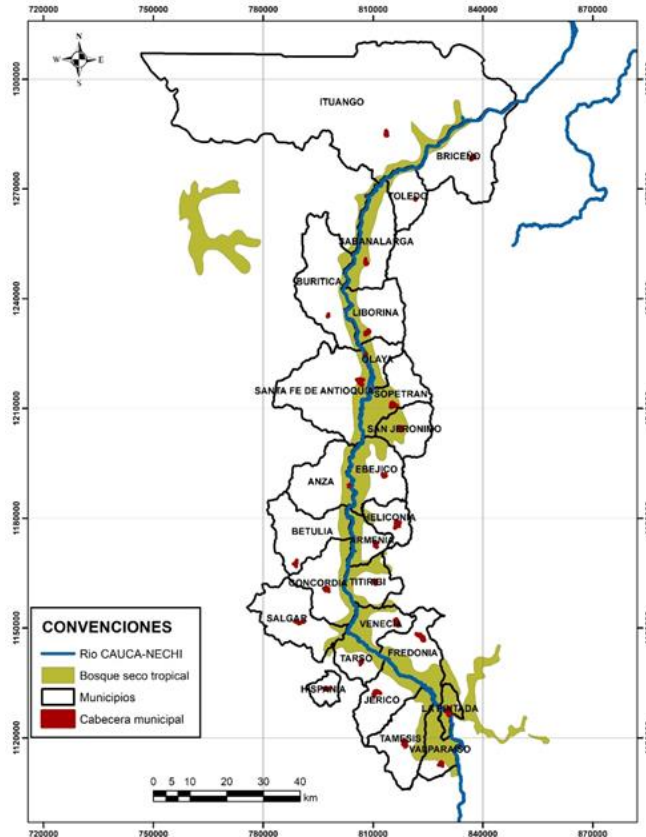 720000 750000 780000 810000 840000 870000
N
W E
S
1300000
ITUANGO
BRICEÑO
1270000
TOLEDO
SABANALARGA
BURITICA
1240000
LIBORINA
OLAYA
SANTA FE DE ANTIOQUIA
SOPETRAN
1210000
SAN JERONIMO
EBEJICO
ANZA
1180000
HELICONIA
BETULIA
ARMENIA
CONCORDIA
TITIRIBI
SALGAR
VENECIA
1150000
FREDONIA
TARSO
HISPANIA
JERICO
LA PINTADA
TAMESIS
VALPARAISO
1120000
CONVENCIONES
Rio CAUCA-NECHI
Bosque seco tropical
Municipios
Cabecera municipal
0 5 10 20 30 40
km
720000 750000 780000 810000 840000 870000